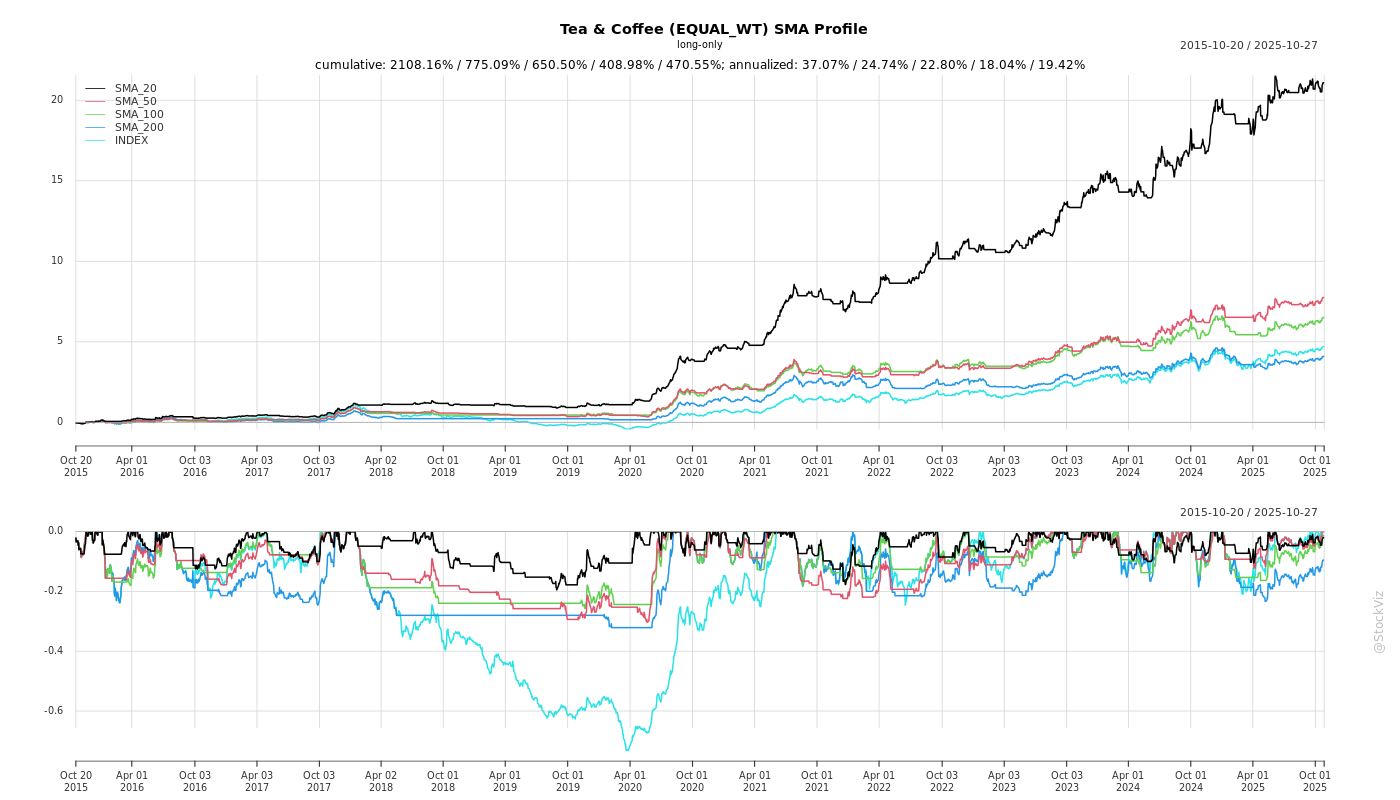 Tea & Coffee (EQUAL_WT) SMA Profile
long-only
2015-10-20 / 2025-10-27
cumulative: 2108.16% / 775.09% / 650.50% / 408.98% / 470.55%; annualized: 37.07% / 24.74% / 22.80% / 18.04% / 19.42%
SMA_20
SMA_50
SMA_100
SMA_200
INDEX
20
15
10
5
0
Oct 20 Apr 01 Oct 03 Apr 03 Oct 03 Apr 02 Oct 01 Apr 01 Oct 01 Apr 01 Oct 01 Apr 01 Oct 01 Apr 01 Oct 03 Apr 03 Oct 03 Apr 01 Oct 01 Apr 01 Oct 01
2015 2016 2016 2017 2017 2018 2018 2019 2019 2020 2020 2021 2021 2022 2022 2023 2023 2024 2024 2025 2025
2015-10-20 / 2025-10-27
0.0
-0.2
-0.4
-0.6
Oct 20 Apr 01 Oct 03 Apr 03 Oct 03 Apr 02 Oct 01 Apr 01 Oct 01 Apr 01 Oct 01 Apr 01 Oct 01 Apr 01 Oct 03 Apr 03 Oct 03 Apr 01 Oct 01 Apr 01 Oct 01
2015 2016 2016 2017 2017 2018 2018 2019 2019 2020 2020 2021 2021 2022 2022 2023 2023 2024 2024 2025 2025
@StockViz